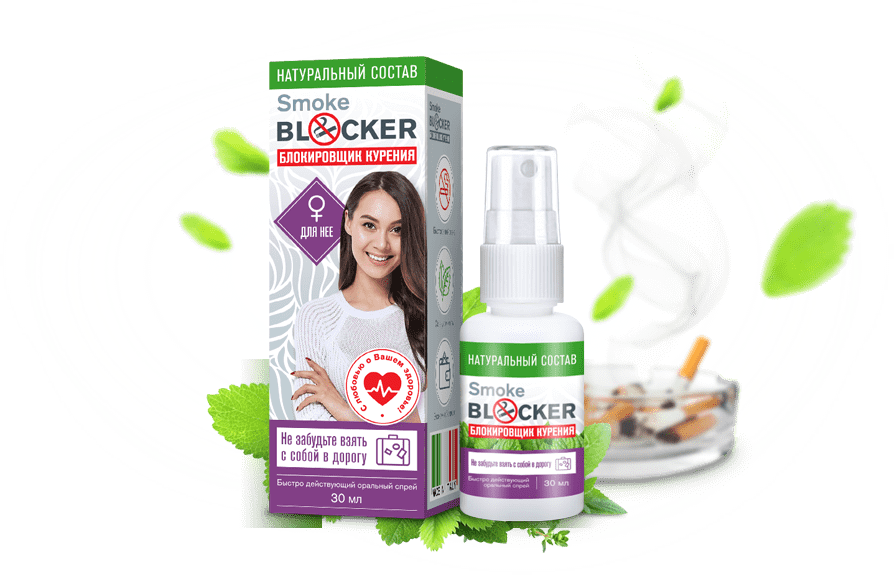 НАТУРАЛЬНЫЙ СОСТАВ
Smoke
BLOCKER
БЛОКИРОВЩИК КУРЕНИЯ
ДЛЯ НЕЕ
С любовью о Вашем здоровье!
Не забудьте взять
с собой в дорогу
Быстро действующий оральный спрей
30 мл
Smoke
BLOCKER
НАТУРАЛЬНЫЙ СОСТАВ
Smoke
BLOCKER
БЛОКИРОВЩИК КУРЕНИЯ
Не забудьте взять с собой в дорогу
Быстро действующий
оральный спрей
30 мл